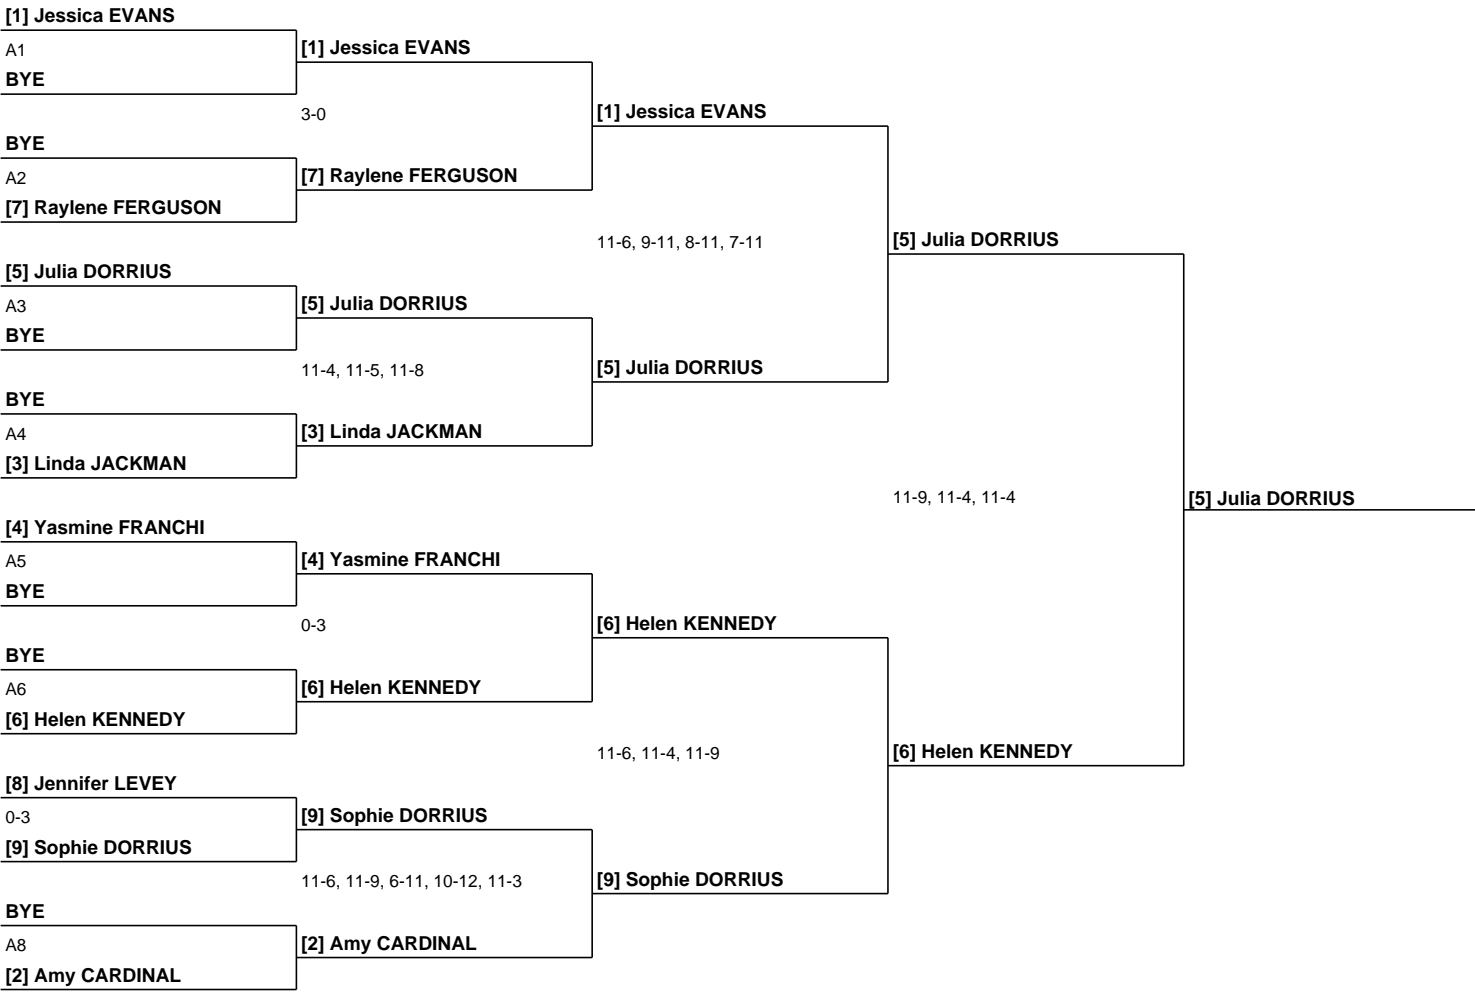 [1] Jessica EVANS
A1
BYE
BYE
A2
[7] Raylene FERGUSON
[5] Julia DORRIUS
A3
BYE
BYE
A4
[3] Linda JACKMAN
[4] Yasmine FRANCHI
A5
BYE
BYE
A6
[6] Helen KENNEDY
[8] Jennifer LEVEY
0-3
[9] Sophie DORRIUS
BYE
A8
[2] Amy CARDINAL
[1] Jessica EVANS
3-0
[7] Raylene FERGUSON
[5] Julia DORRIUS
11-4, 11-5, 11-8
[3] Linda JACKMAN
[4] Yasmine FRANCHI
0-3
[6] Helen KENNEDY
[9] Sophie DORRIUS
11-6, 11-9, 6-11, 10-12, 11-3
[2] Amy CARDINAL
[1] Jessica EVANS
11-6, 9-11, 8-11, 7-11
[5] Julia DORRIUS
[6] Helen KENNEDY
11-6, 11-4, 11-9
[9] Sophie DORRIUS
[5] Julia DORRIUS
11-9, 11-4, 11-4
[6] Helen KENNEDY
[5] Julia DORRIUS